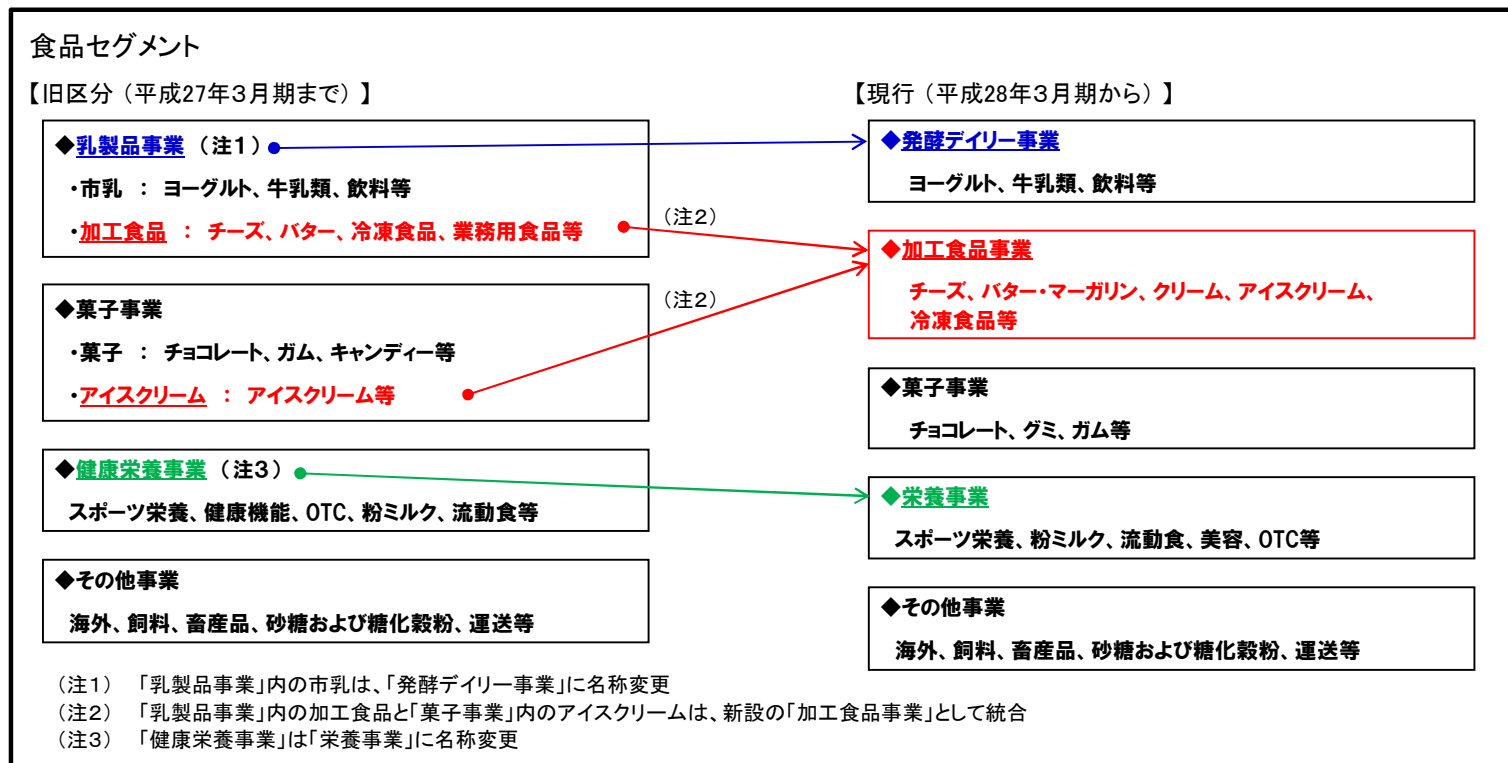 食品セグメント
【旧区分（平成27年３月期まで）】
◆乳製品事業（注１）
・市乳 ： ヨーグルト、牛乳類、飲料等
・加工食品 ： チーズ、バター、冷凍食品、業務用食品等
◆菓子事業
・菓子 ： チョコレート、ガム、キャンディー等
・アイスクリーム ： アイスクリーム等
◆健康栄養事業（注３）
スポーツ栄養、健康機能、OTC、粉ミルク、流動食等
◆その他事業
海外、飼料、畜産品、砂糖および糖化穀粉、運送等
（注２）
（注２）
【現行（平成28年３月期から）】
◆発酵デイリー事業
ヨーグルト、牛乳類、飲料等
◆加工食品事業
チーズ、バター・マーガリン、クリーム、アイスクリーム、
冷凍食品等
◆菓子事業
チョコレート、グミ、ガム等
◆栄養事業
スポーツ栄養、粉ミルク、流動食、美容、OTC等
◆その他事業
海外、飼料、畜産品、砂糖および糖化穀粉、運送等
（注１） 「乳製品事業」内の市乳は、「発酵デイリー事業」に名称変更
（注２） 「乳製品事業」内の加工食品と「菓子事業」内のアイスクリームは、新設の「加工食品事業」として統合
（注３） 「健康栄養事業」は「栄養事業」に名称変更